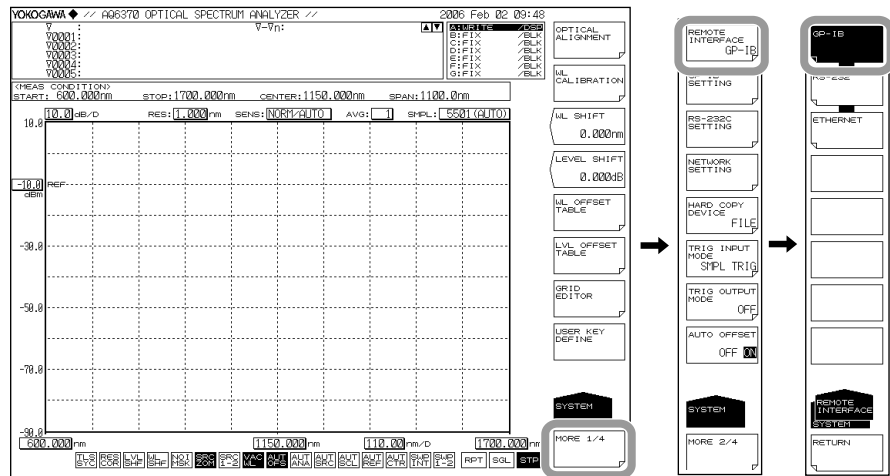 YOKOGAWA ◆ // AQ6370 OPTICAL SPECTRUM ANALYZER // 2006 Feb 02 09:48
∇ : ∇-∇n:
∇0001:
∇0002:
∇0003:
∇0004:
∇0005:
▲▼
A:WRITE /DSP
B:FIX /BLK
C:FIX /BLK
D:FIX /BLK
E:FIX /BLK
F:FIX /BLK
G:FIX /BLK
<MEAS CONDITION>
START: 600.000nm STOP:1700.000nm CENTER:1150.000nm SPAN:1100.0nm
10.0 dB/D RES: 1.000 nm SENS: NORM/AUTO AVG: 1 SMPL: 5501(AUTO)
10.0
-10.0 REF
dBm
-30.0
-50.0
-70.0
-90.0
600.000 nm 1150.000 nm 110.00 nm/D 1700.000 nm
TLS SYC
RES COR
LVL SHF
WL SHF
NOI MSK
SRC ZOM
SRC 1-2
VAC WL
AUT OFS
AUT ANA
AUT SRC
AUT SCL
AUT REF
AUT CTR
SWP INT
SWP 1-2
RPT
SGL
STP
OPTICAL
ALIGNMENT
WL
CALIBRATION
WL SHIFT
0.000nm
LEVEL SHIFT
0.000dB
WL OFFSET
TABLE
LVL OFFSET
TABLE
GRID
EDITOR
USER KEY
DEFINE
SYSTEM
MORE 1/4
REMOTE
INTERFACE
GP-IB
GP-IB
SETTING
RS-232C
SETTING
NETWORK
SETTING
HARD COPY
DEVICE
FILE
TRIG INPUT
MODE
SMPL TRIG
TRIG OUTPUT
MODE
OFF
AUTO OFFSET
OFF ON
SYSTEM
MORE 2/4
GP-IB
RS-232
ETHERNET
REMOTE
INTERFACE
SYSTEM
RETURN